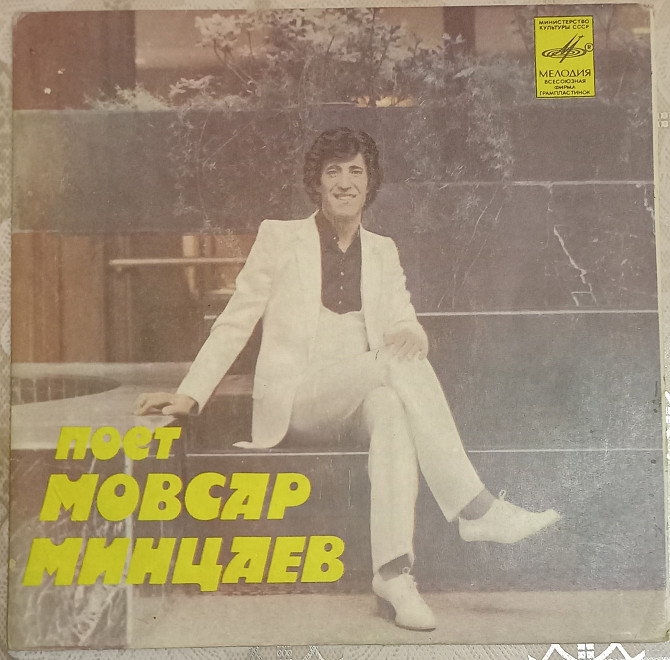 МИНИСТЕРСТВО
КУЛЬТУРЫ СССР
®
МЕЛОДИЯ
ВСЕСОЮЗНАЯ
ФИРМА
ГРАМПЛАСТИНОК
поет
МОВСАР
МИНЦАЕВ